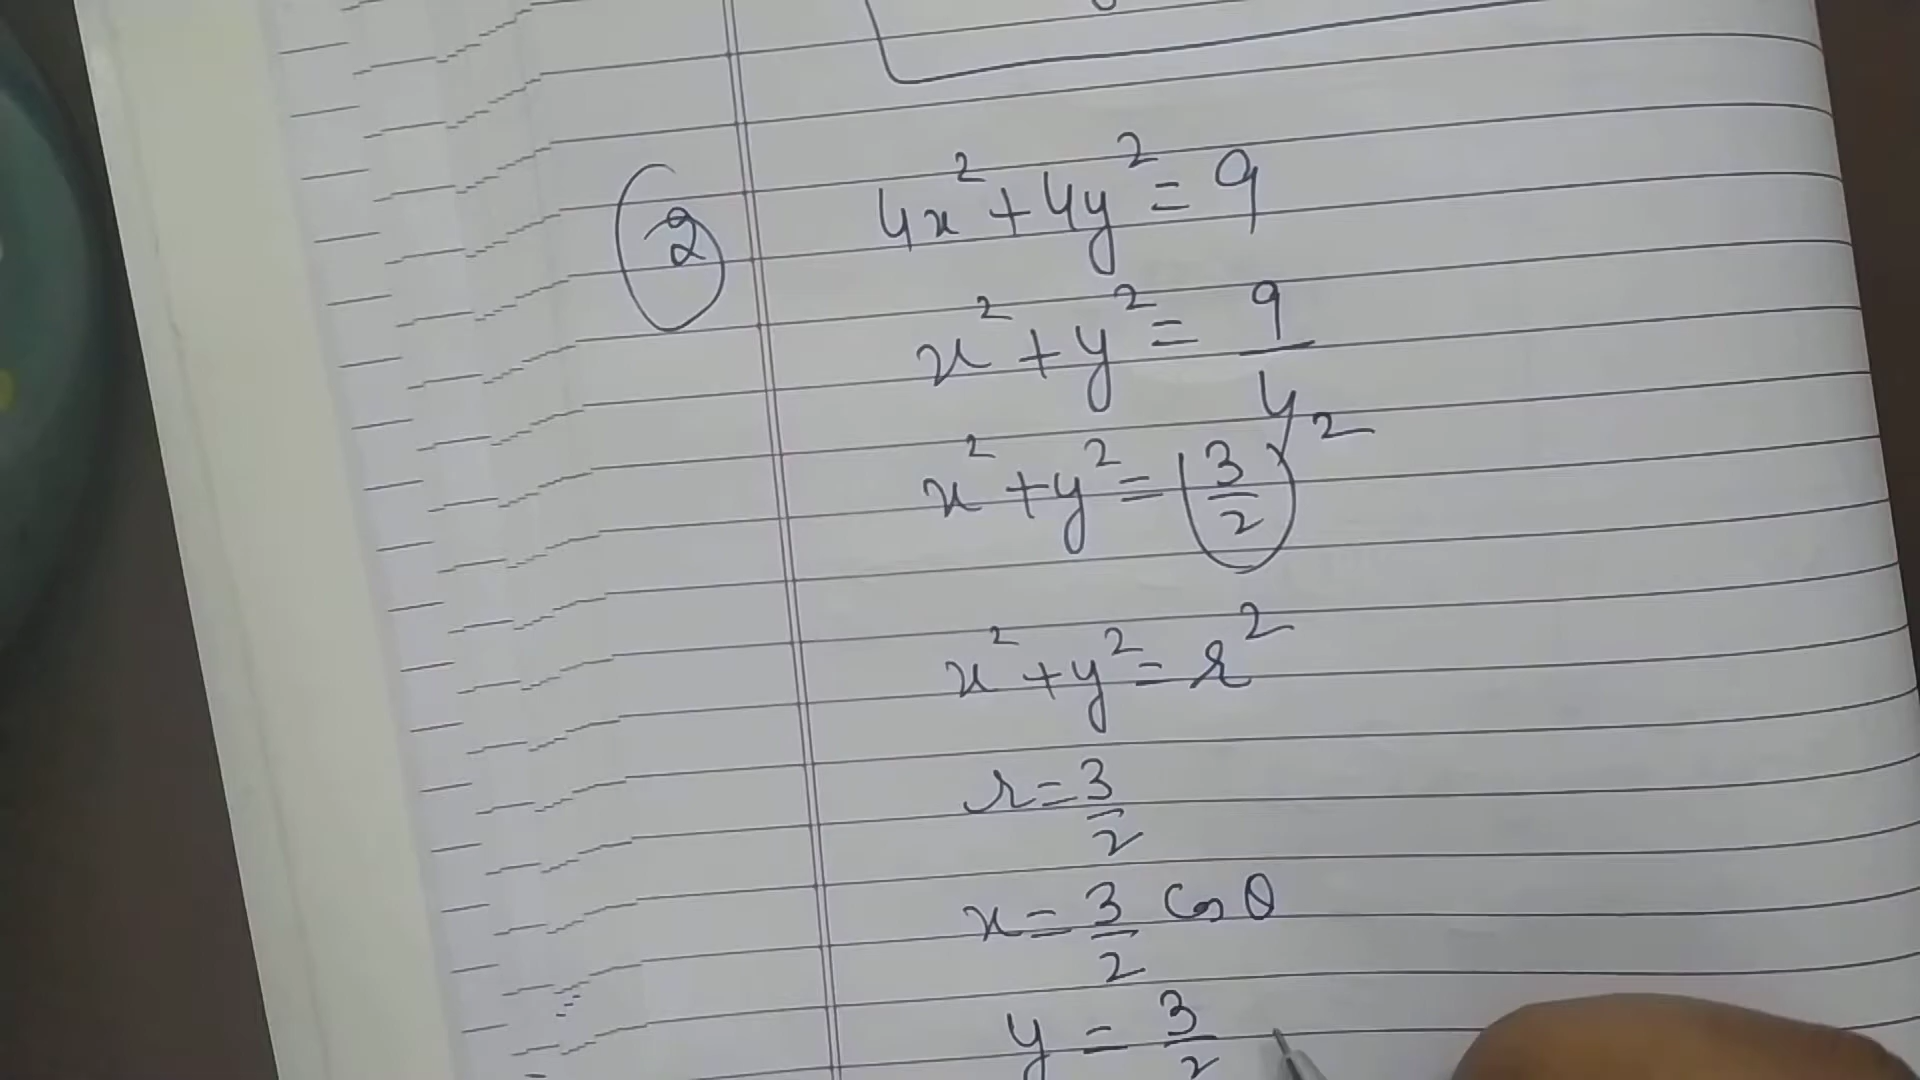 ② 4x² + 4y² = 9
x² + y² = 9/4
x² + y² = (3/2)²
x² + y² = r²
r = 3/2
x = 3/2 cos θ
y = 3/2